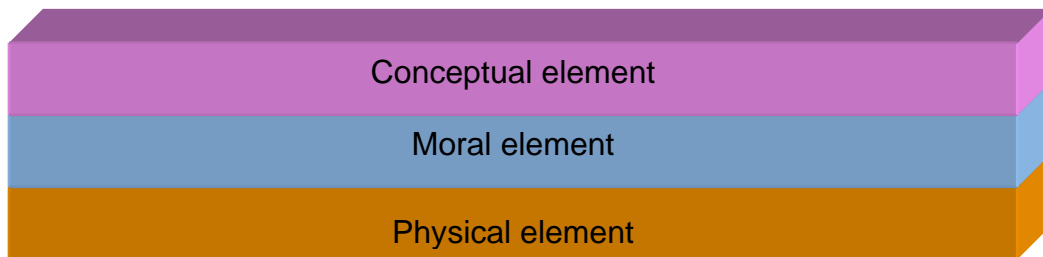 Conceptual element
Moral element
Physical element